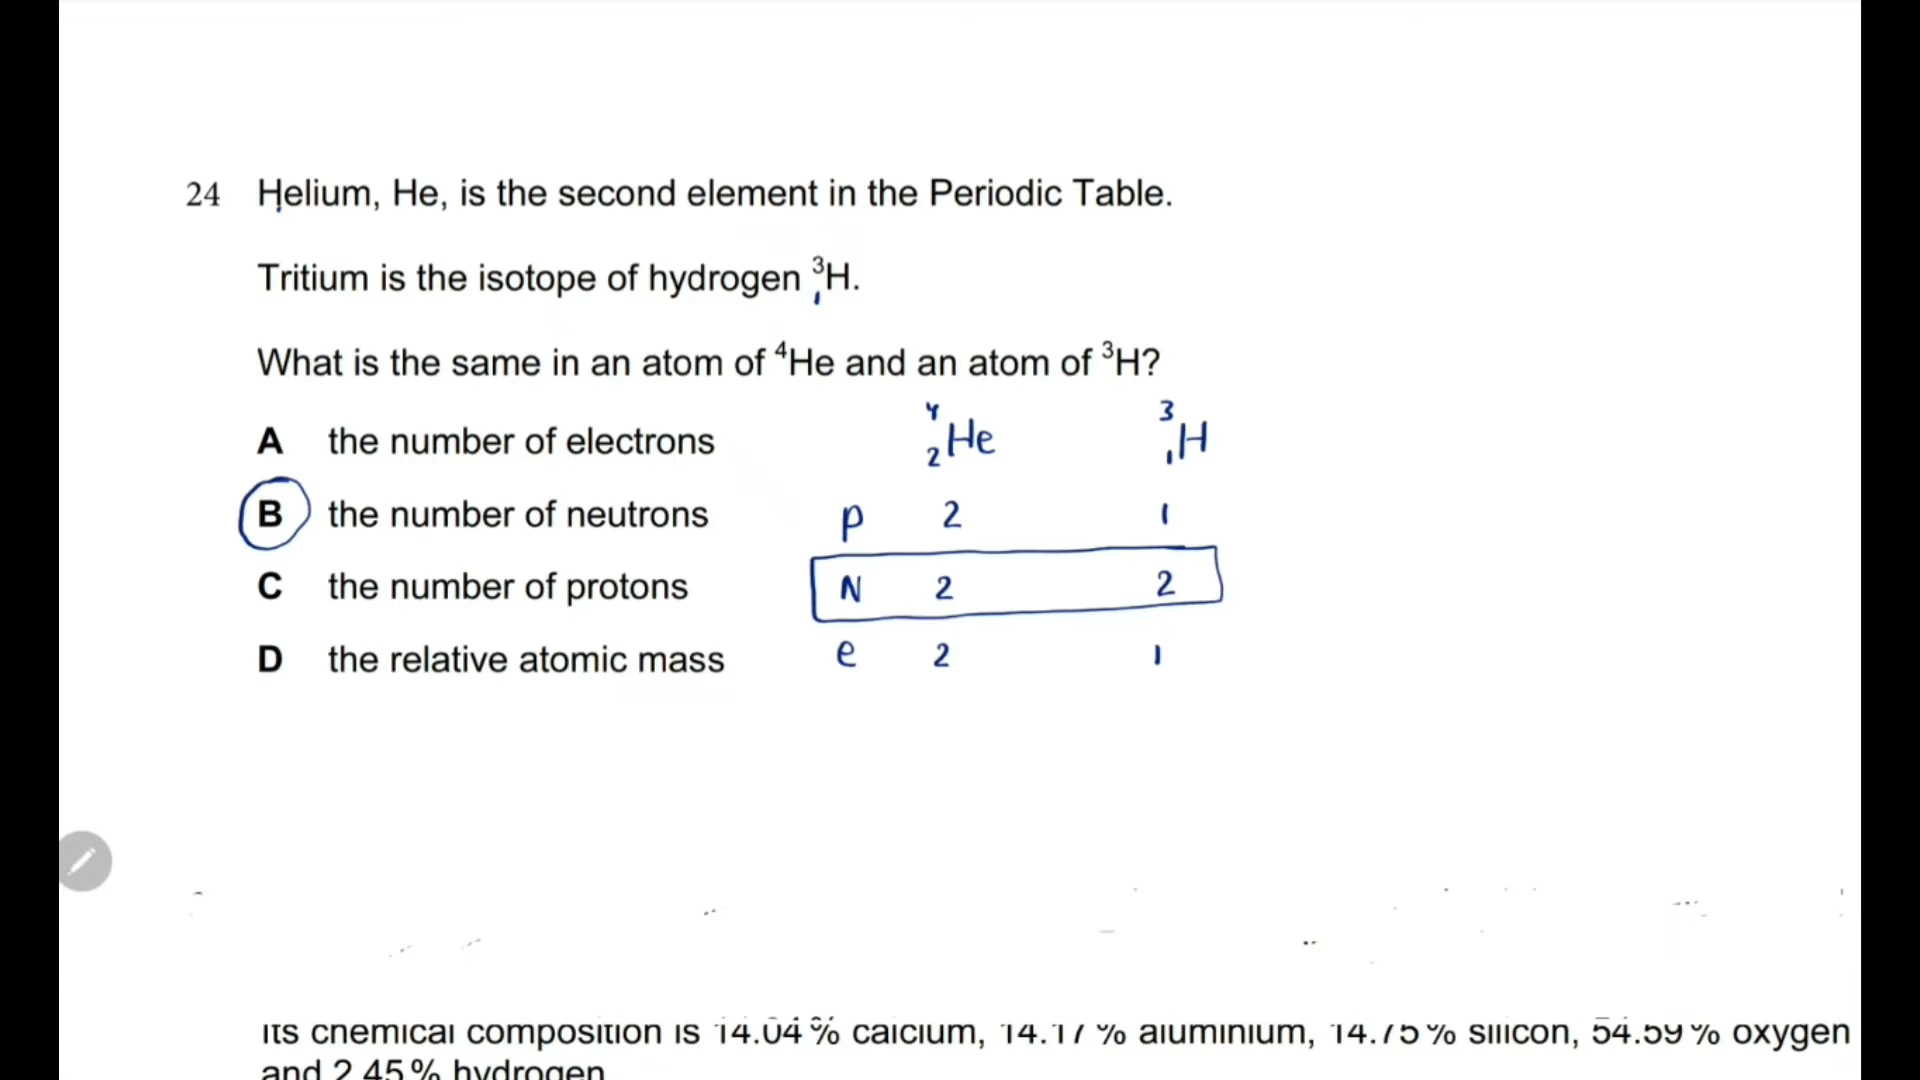 24 Helium, He, is the second element in the Periodic Table.
Tritium is the isotope of hydrogen ³₁H.
What is the same in an atom of ⁴He and an atom of ³H?
⁴₂He ³₁H
A the number of electrons
B the number of neutrons
P 2 1
C the number of protons
N 2 2
D the relative atomic mass
e 2 1
Its chemical composition is 14.04% calcium, 14.17% aluminium, 14.75% silicon, 54.59% oxygen
and 2.45% hydrogen